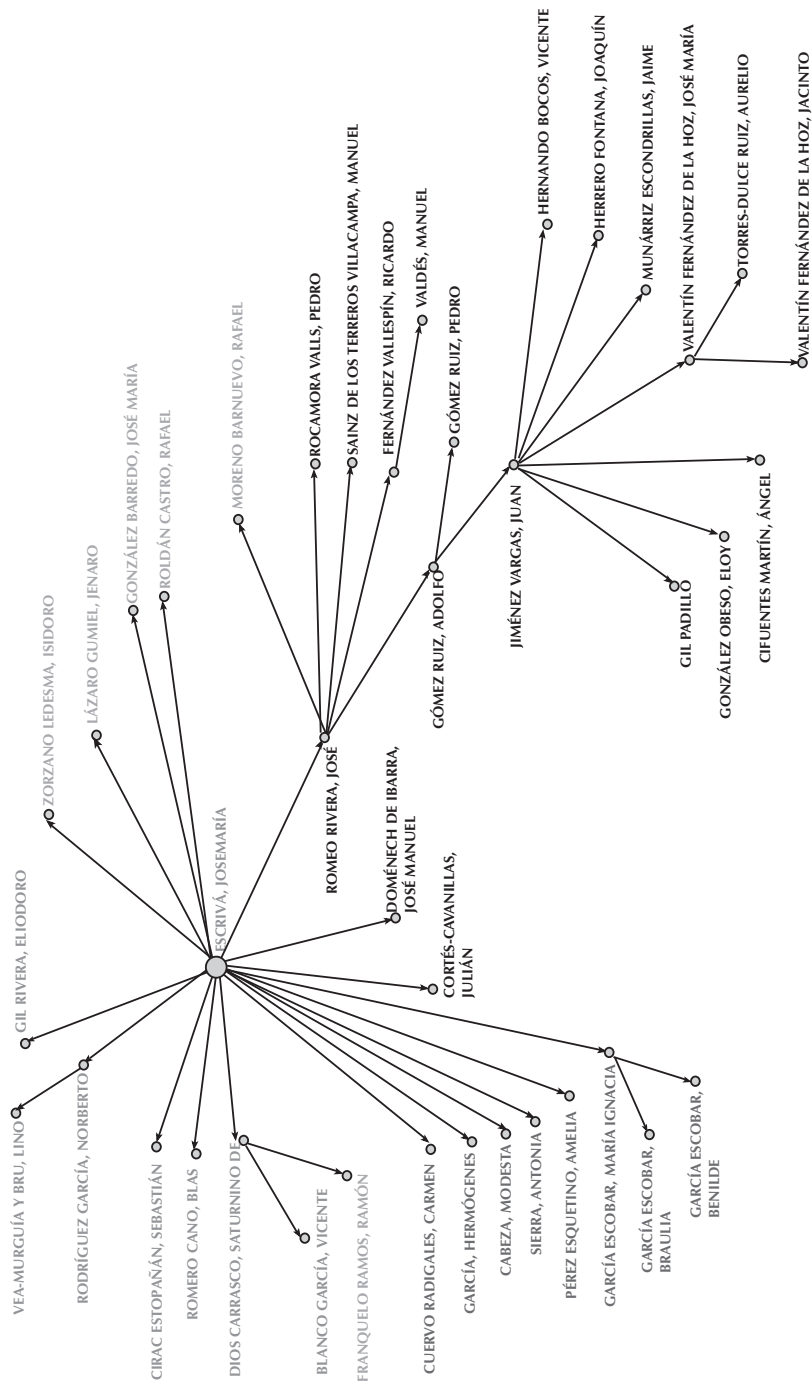 VEA-MURGUÍA Y BRU, LINO
GIL RIVERA, ELIODORO
RODRÍGUEZ GARCÍA, NORBERTO
ZORZANO LEDESMA, ISIDORO
LÁZARO GUMIEL, JENARO
GONZÁLEZ BARREDO, JOSÉ MARÍA
ROLDÁN CASTRO, RAFAEL
CIRAC ESTOPAÑÁN, SEBASTIÁN
ROMERO CANO, BLAS
ESCRIVÁ, JOSEMARÍA
DIOS CARRASCO, SATURNINO DE
MORENO BARNUEVO, RAFAEL
BLANCO GARCÍA, VICENTE
FRANQUELO RAMOS, RAMÓN
ROMEO RIVERA, JOSÉ
ROCAMORA VALLS, PEDRO
SAINZ DE LOS TERREROS VILLACAMPA, MANUEL
FERNÁNDEZ VALLESPÍN, RICARDO
VALDÉS, MANUEL
DOMÉNECH DE IBARRA,
JOSÉ MANUEL
CORTÉS-CAVANILLAS,
JULIÁN
CUERVO RADIGALES, CARMEN
GARCÍA, HERMÓGENES
CABEZA, MODESTA
SIERRA, ANTONIA
PÉREZ ESQUETINO, AMELIA
GARCÍA ESCOBAR, MARÍA IGNACIA
GARCÍA ESCOBAR,
BRAULIA
GARCÍA ESCOBAR,
BENILDE
GÓMEZ RUIZ, ADOLFO
GÓMEZ RUIZ, PEDRO
JIMÉNEZ VARGAS, JUAN
HERNANDO BOCOS, VICENTE
HERRERO FONTANA, JOAQUÍN
MUNÁRRIZ ESCONDRILLAS, JAIME
VALENTÍN FERNÁNDEZ DE LA HOZ, JOSÉ MARÍA
TORRES-DULCE RUIZ, AURELIO
VALENTÍN FERNÁNDEZ DE LA HOZ, JACINTO
GIL PADILLO
GONZÁLEZ OBESO, ELOY
CIFUENTES MARTÍN, ÁNGEL